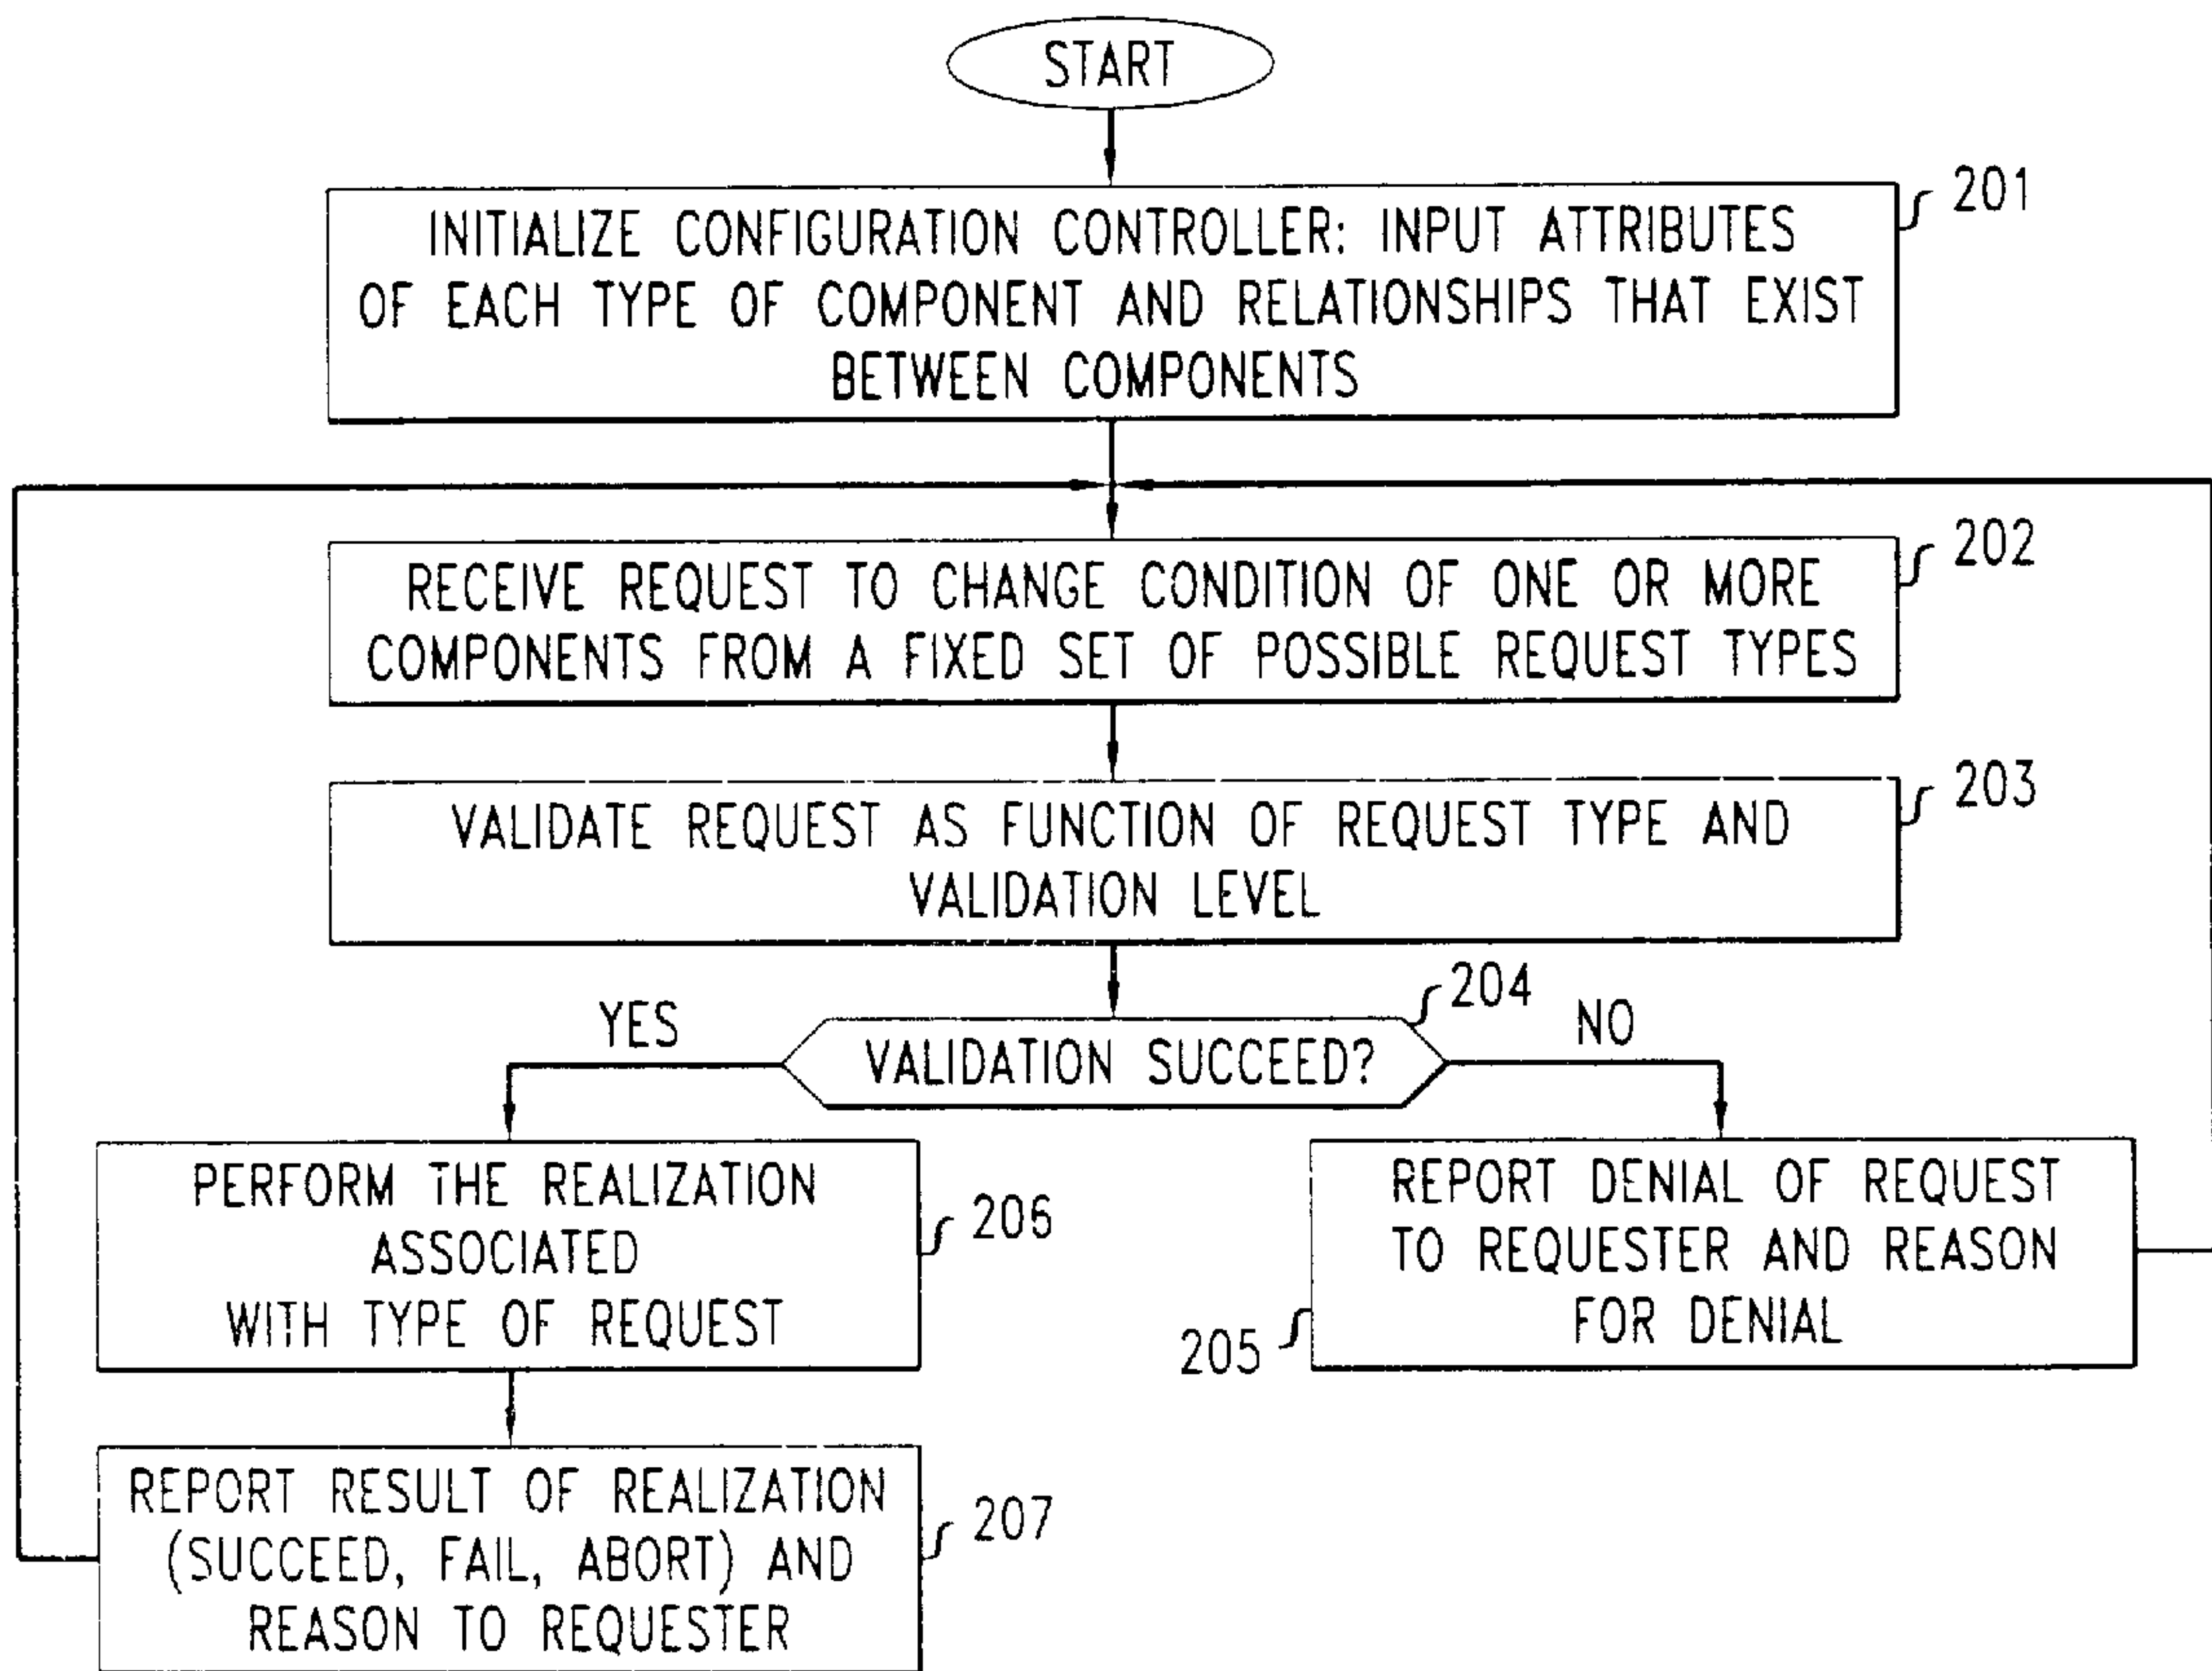 START
201
INITIALIZE CONFIGURATION CONTROLLER: INPUT ATTRIBUTES
OF EACH TYPE OF COMPONENT AND RELATIONSHIPS THAT EXIST
BETWEEN COMPONENTS
202
RECEIVE REQUEST TO CHANGE CONDITION OF ONE OR MORE
COMPONENTS FROM A FIXED SET OF POSSIBLE REQUEST TYPES
203
VALIDATE REQUEST AS FUNCTION OF REQUEST TYPE AND
VALIDATION LEVEL
204
YES
NO
VALIDATION SUCCEED?
PERFORM THE REALIZATION
ASSOCIATED
WITH TYPE OF REQUEST
206
REPORT DENIAL OF REQUEST
TO REQUESTER AND REASON
FOR DENIAL
205
REPORT RESULT OF REALIZATION
(SUCCEED, FAIL, ABORT) AND
REASON TO REQUESTER
207